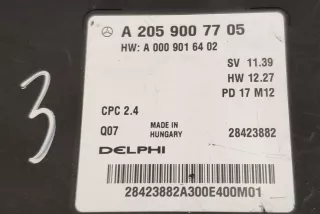 A 205 900 77 05
HW: A 000 901 64 02
SV 11.39
HW 12.27
PD 17 M12
CPC 2.4
Q07
MADE IN
HUNGARY
28423882
DELPHI
28423882A300E400M01
3